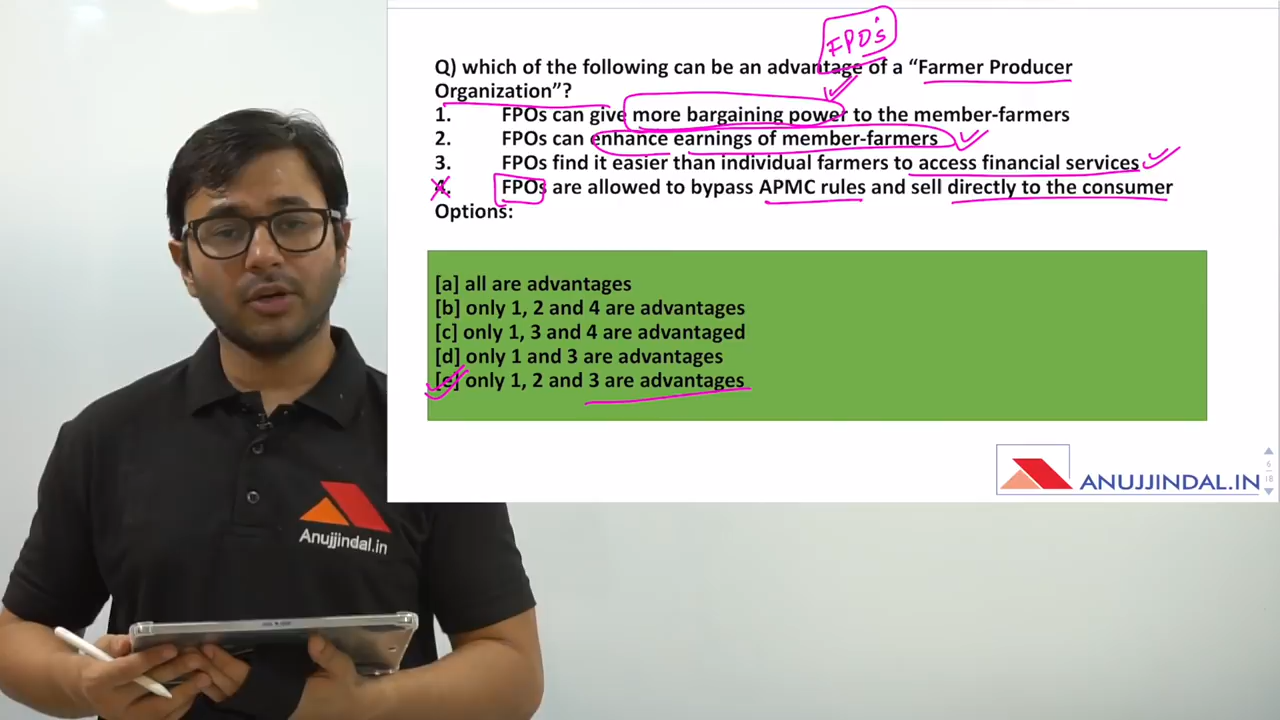 FPOs
Q) which of the following can be an advantage of a “Farmer Producer
Organization”?
1. FPOs can give more bargaining power to the member-farmers
2. FPOs can enhance earnings of member-farmers
3. FPOs find it easier than individual farmers to access financial services
4. FPOs are allowed to bypass APMC rules and sell directly to the consumer
Options:
[a] all are advantages
[b] only 1, 2 and 4 are advantages
[c] only 1, 3 and 4 are advantaged
[d] only 1 and 3 are advantages
[e] only 1, 2 and 3 are advantages
ANUJJINDAL.IN
6
18
Anujjindal.in